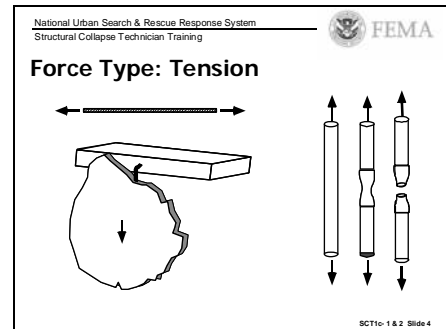 National Urban Search & Rescue Response System
Structural Collapse Technician Training
FEMA
Force Type: Tension
SCT1c- 1 & 2 Slide 4